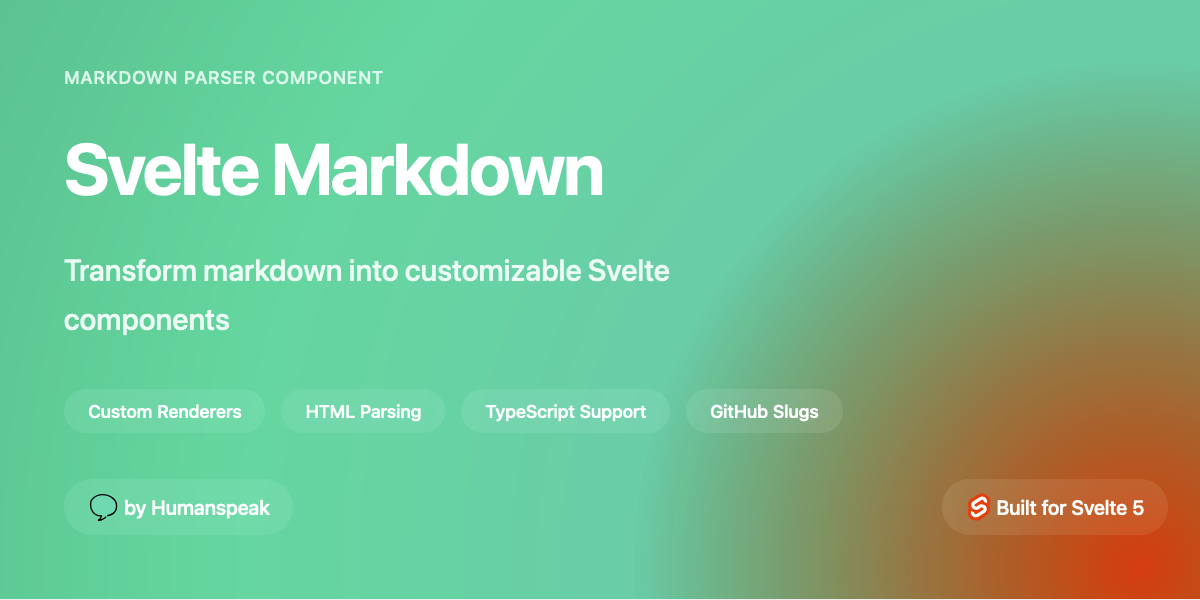 MARKDOWN PARSER COMPONENT
Svelte Markdown
Transform markdown into customizable Svelte
components
Custom Renderers
HTML Parsing
TypeScript Support
GitHub Slugs
by Humanspeak
Built for Svelte 5